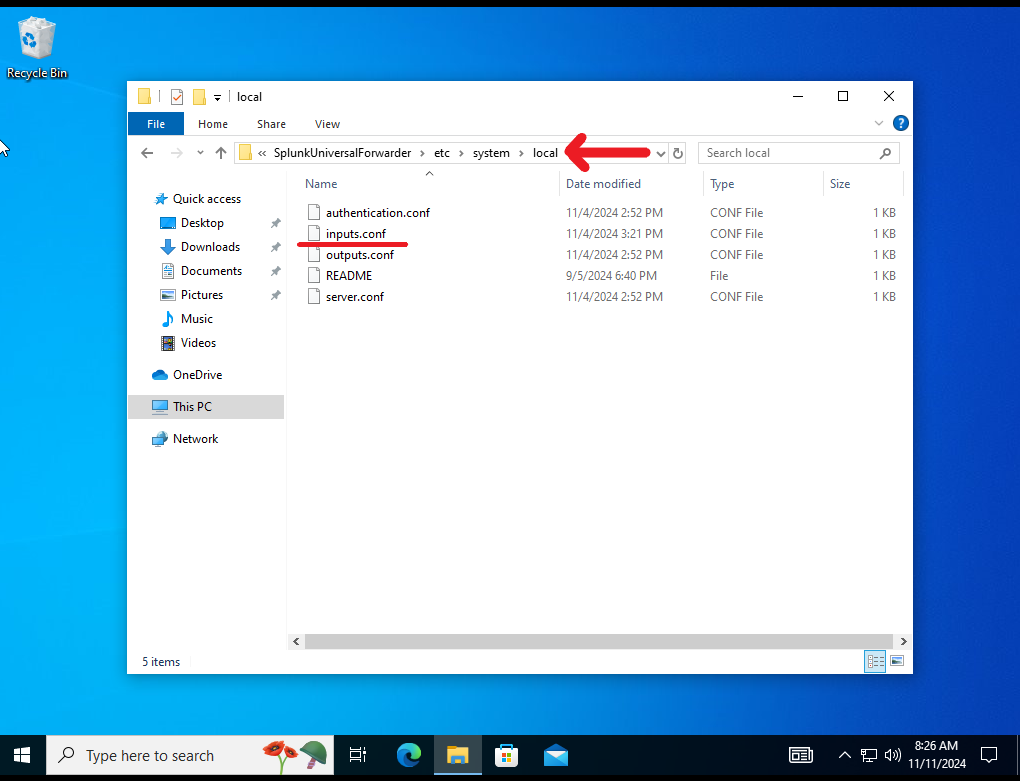 Recycle Bin
local
File Home Share View
« SplunkUniversalForwarder › etc › system › local
Search local
Name Date modified Type Size
Quick access
Desktop
Downloads
Documents
Pictures
Music
Videos
OneDrive
This PC
Network
authentication.conf 11/4/2024 2:52 PM CONF File 1 KB
inputs.conf 11/4/2024 3:21 PM CONF File 1 KB
outputs.conf 11/4/2024 2:52 PM CONF File 1 KB
README 9/5/2024 6:40 PM File 1 KB
server.conf 11/4/2024 2:52 PM CONF File 1 KB
5 items
Type here to search
8:26 AM
11/11/2024